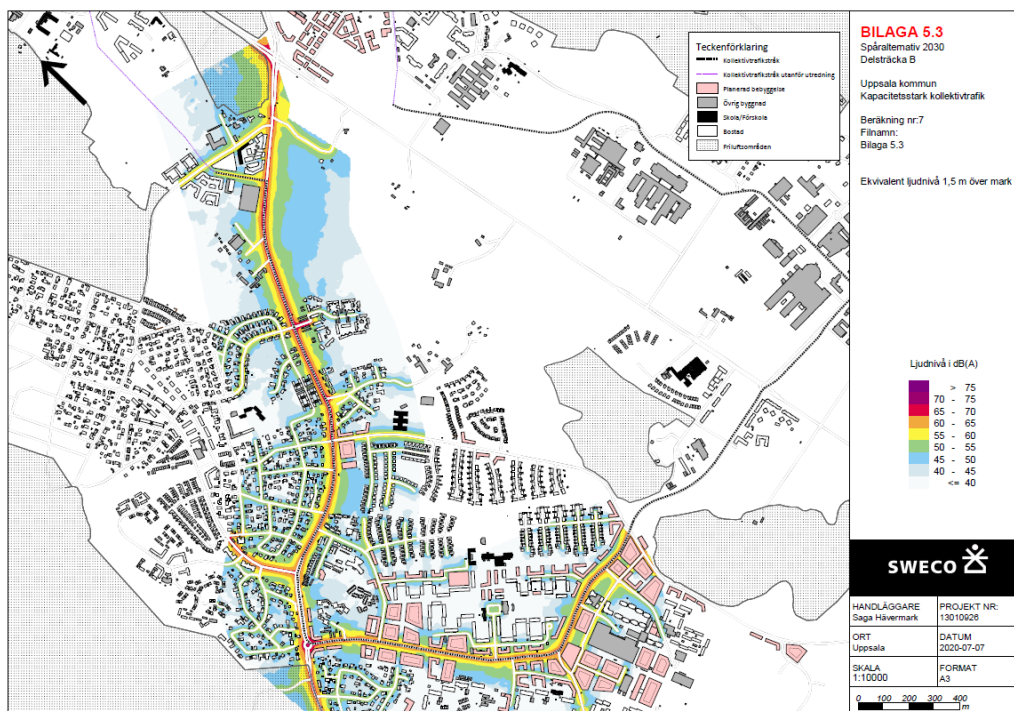 Teckenförklaring
Kollektivtrafikstråk
Kollektivtrafikstråk utanför utredning
Planerad bebyggelse
Övrig byggnad
Skola/Förskola
Bostad
Friluftsområden
BILAGA 5.3
Spåralternativ 2030
Delsträcka B
Uppsala kommun
Kapacitetsstark kollektivtrafik
Beräkning nr:7
Filnamn:
Bilaga 5.3
Ekvivalent ljudnivå 1,5 m över mark
Ljudnivå i dB(A)
> 75
70 - 75
65 - 70
60 - 65
55 - 60
50 - 55
45 - 50
40 - 45
<= 40
SWECO
HANDLÄGGARE
Saga Hävermark
PROJEKT NR:
13010926
ORT
Uppsala
DATUM
2020-07-07
SKALA
1:10000
FORMAT
A3
0 100 200 300 400
m